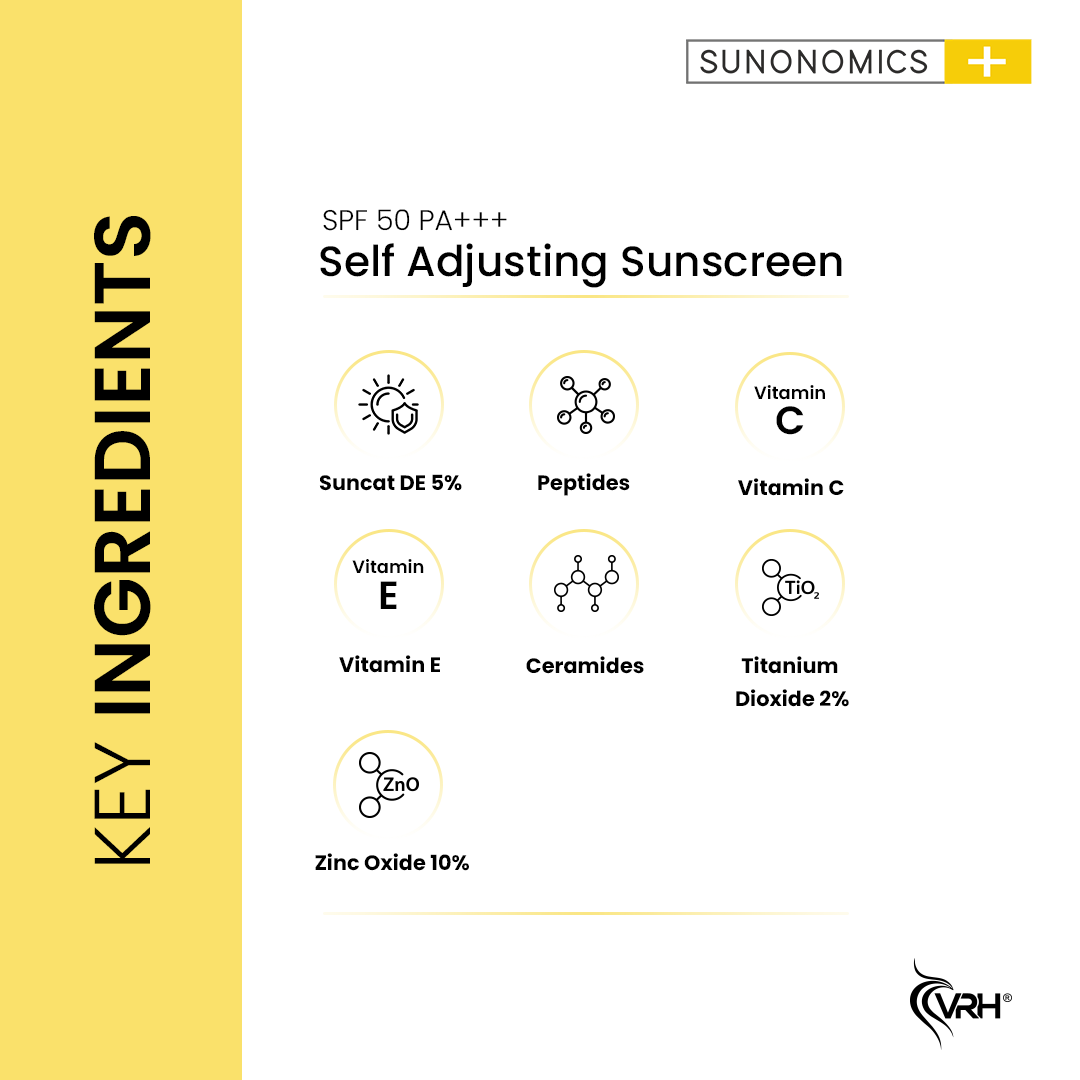 SUNONOMICS +
KEY INGREDIENTS
SPF 50 PA+++
Self Adjusting Sunscreen
Suncat DE 5%
Peptides
Vitamin
C
Vitamin C
Vitamin
E
Vitamin E
Ceramides
TiO₂
Titanium
Dioxide 2%
ZnO
Zinc Oxide 10%
VRH®